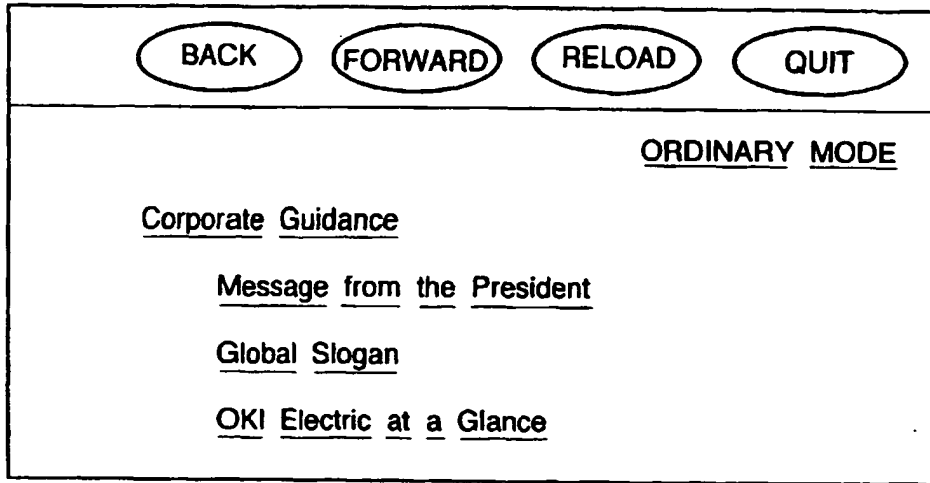 BACK FORWARD RELOAD QUIT
ORDINARY MODE
Corporate Guidance
Message from the President
Global Slogan
OKI Electric at a Glance